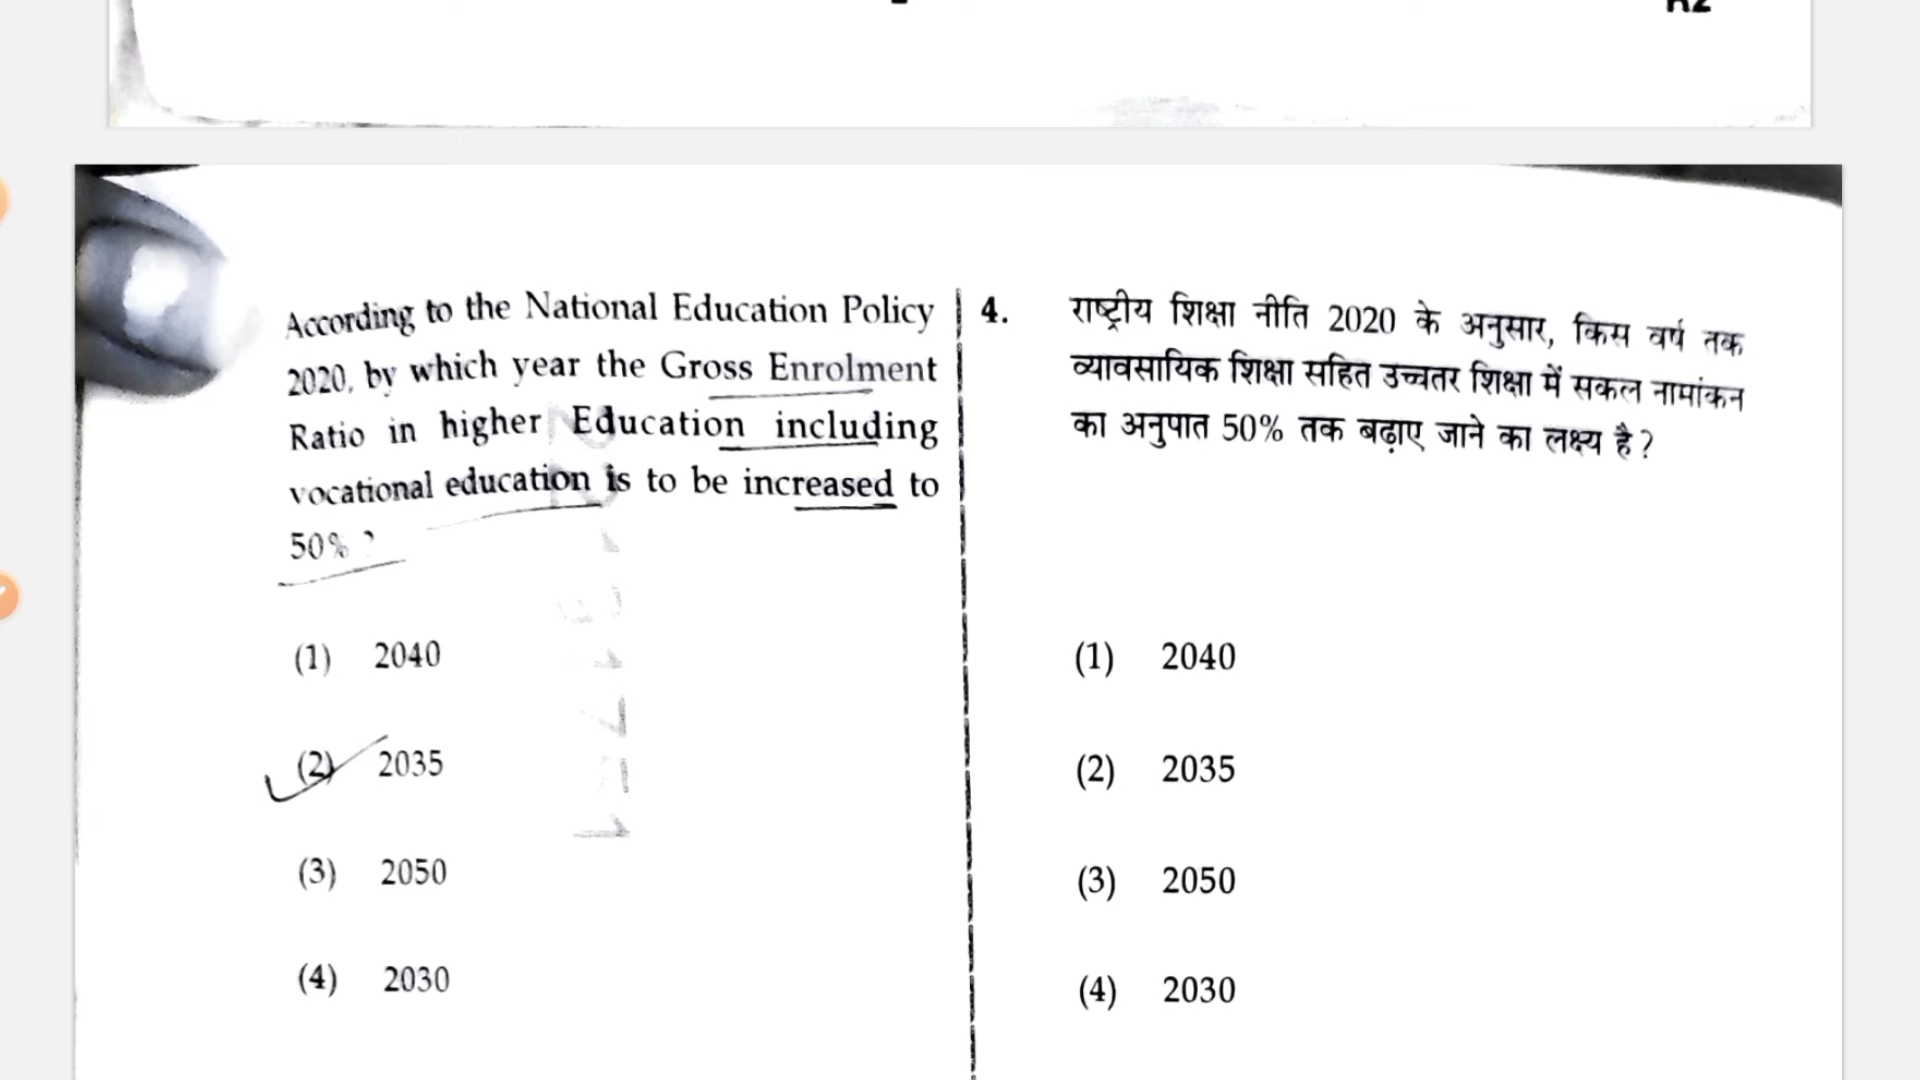 According to the National Education Policy
2020, by which year the Gross Enrolment
Ratio in higher Education including
vocational education is to be increased to
50% ?
(1) 2040
(2) 2035
(3) 2050
(4) 2030
4. राष्ट्रीय शिक्षा नीति 2020 के अनुसार, किस वर्ष तक
व्यावसायिक शिक्षा सहित उच्चतर शिक्षा में सकल नामांकन
का अनुपात 50% तक बढ़ाए जाने का लक्ष्य है ?
(1) 2040
(2) 2035
(3) 2050
(4) 2030